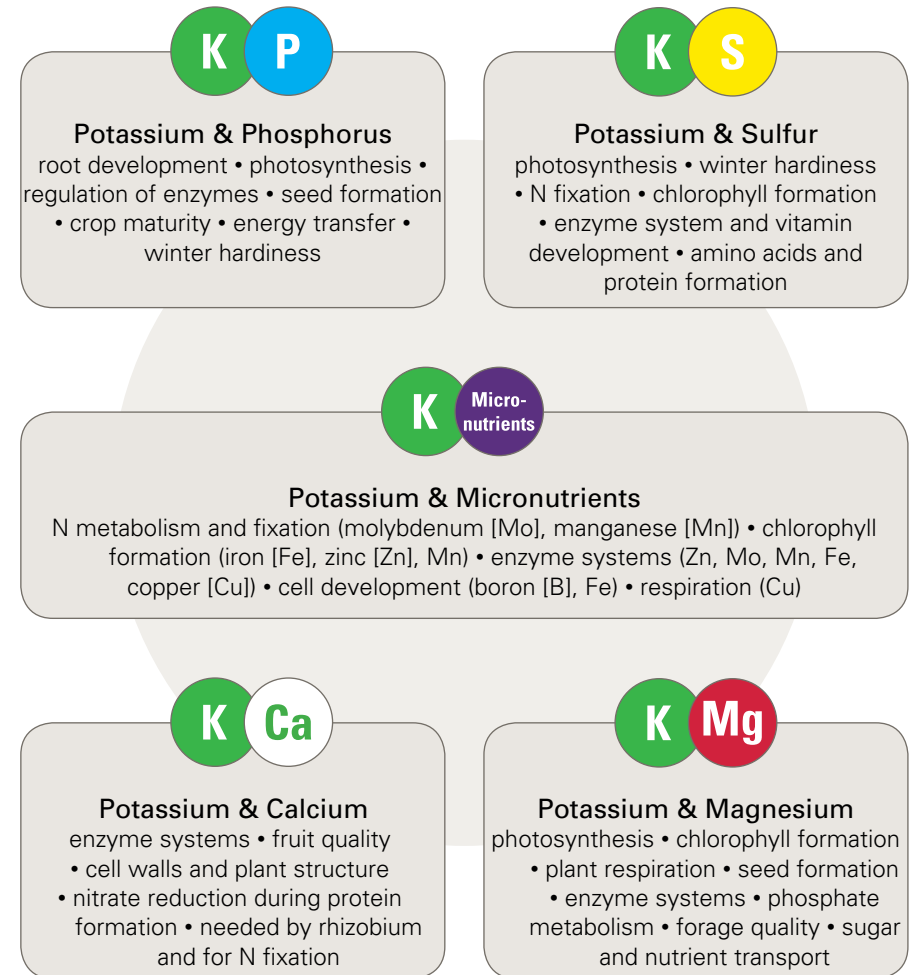 K P
Potassium & Phosphorus
root development • photosynthesis •
regulation of enzymes • seed formation
• crop maturity • energy transfer •
winter hardiness
K S
Potassium & Sulfur
photosynthesis • winter hardiness
• N fixation • chlorophyll formation
• enzyme system and vitamin
development • amino acids and
protein formation
K Micro-
nutrients
Potassium & Micronutrients
N metabolism and fixation (molybdenum [Mo], manganese [Mn]) • chlorophyll
formation (iron [Fe], zinc [Zn], Mn) • enzyme systems (Zn, Mo, Mn, Fe,
copper [Cu]) • cell development (boron [B], Fe) • respiration (Cu)
K Ca
Potassium & Calcium
enzyme systems • fruit quality
• cell walls and plant structure
• nitrate reduction during protein
formation • needed by rhizobium
and for N fixation
K Mg
Potassium & Magnesium
photosynthesis • chlorophyll formation
• plant respiration • seed formation
• enzyme systems • phosphate
metabolism • forage quality • sugar
and nutrient transport